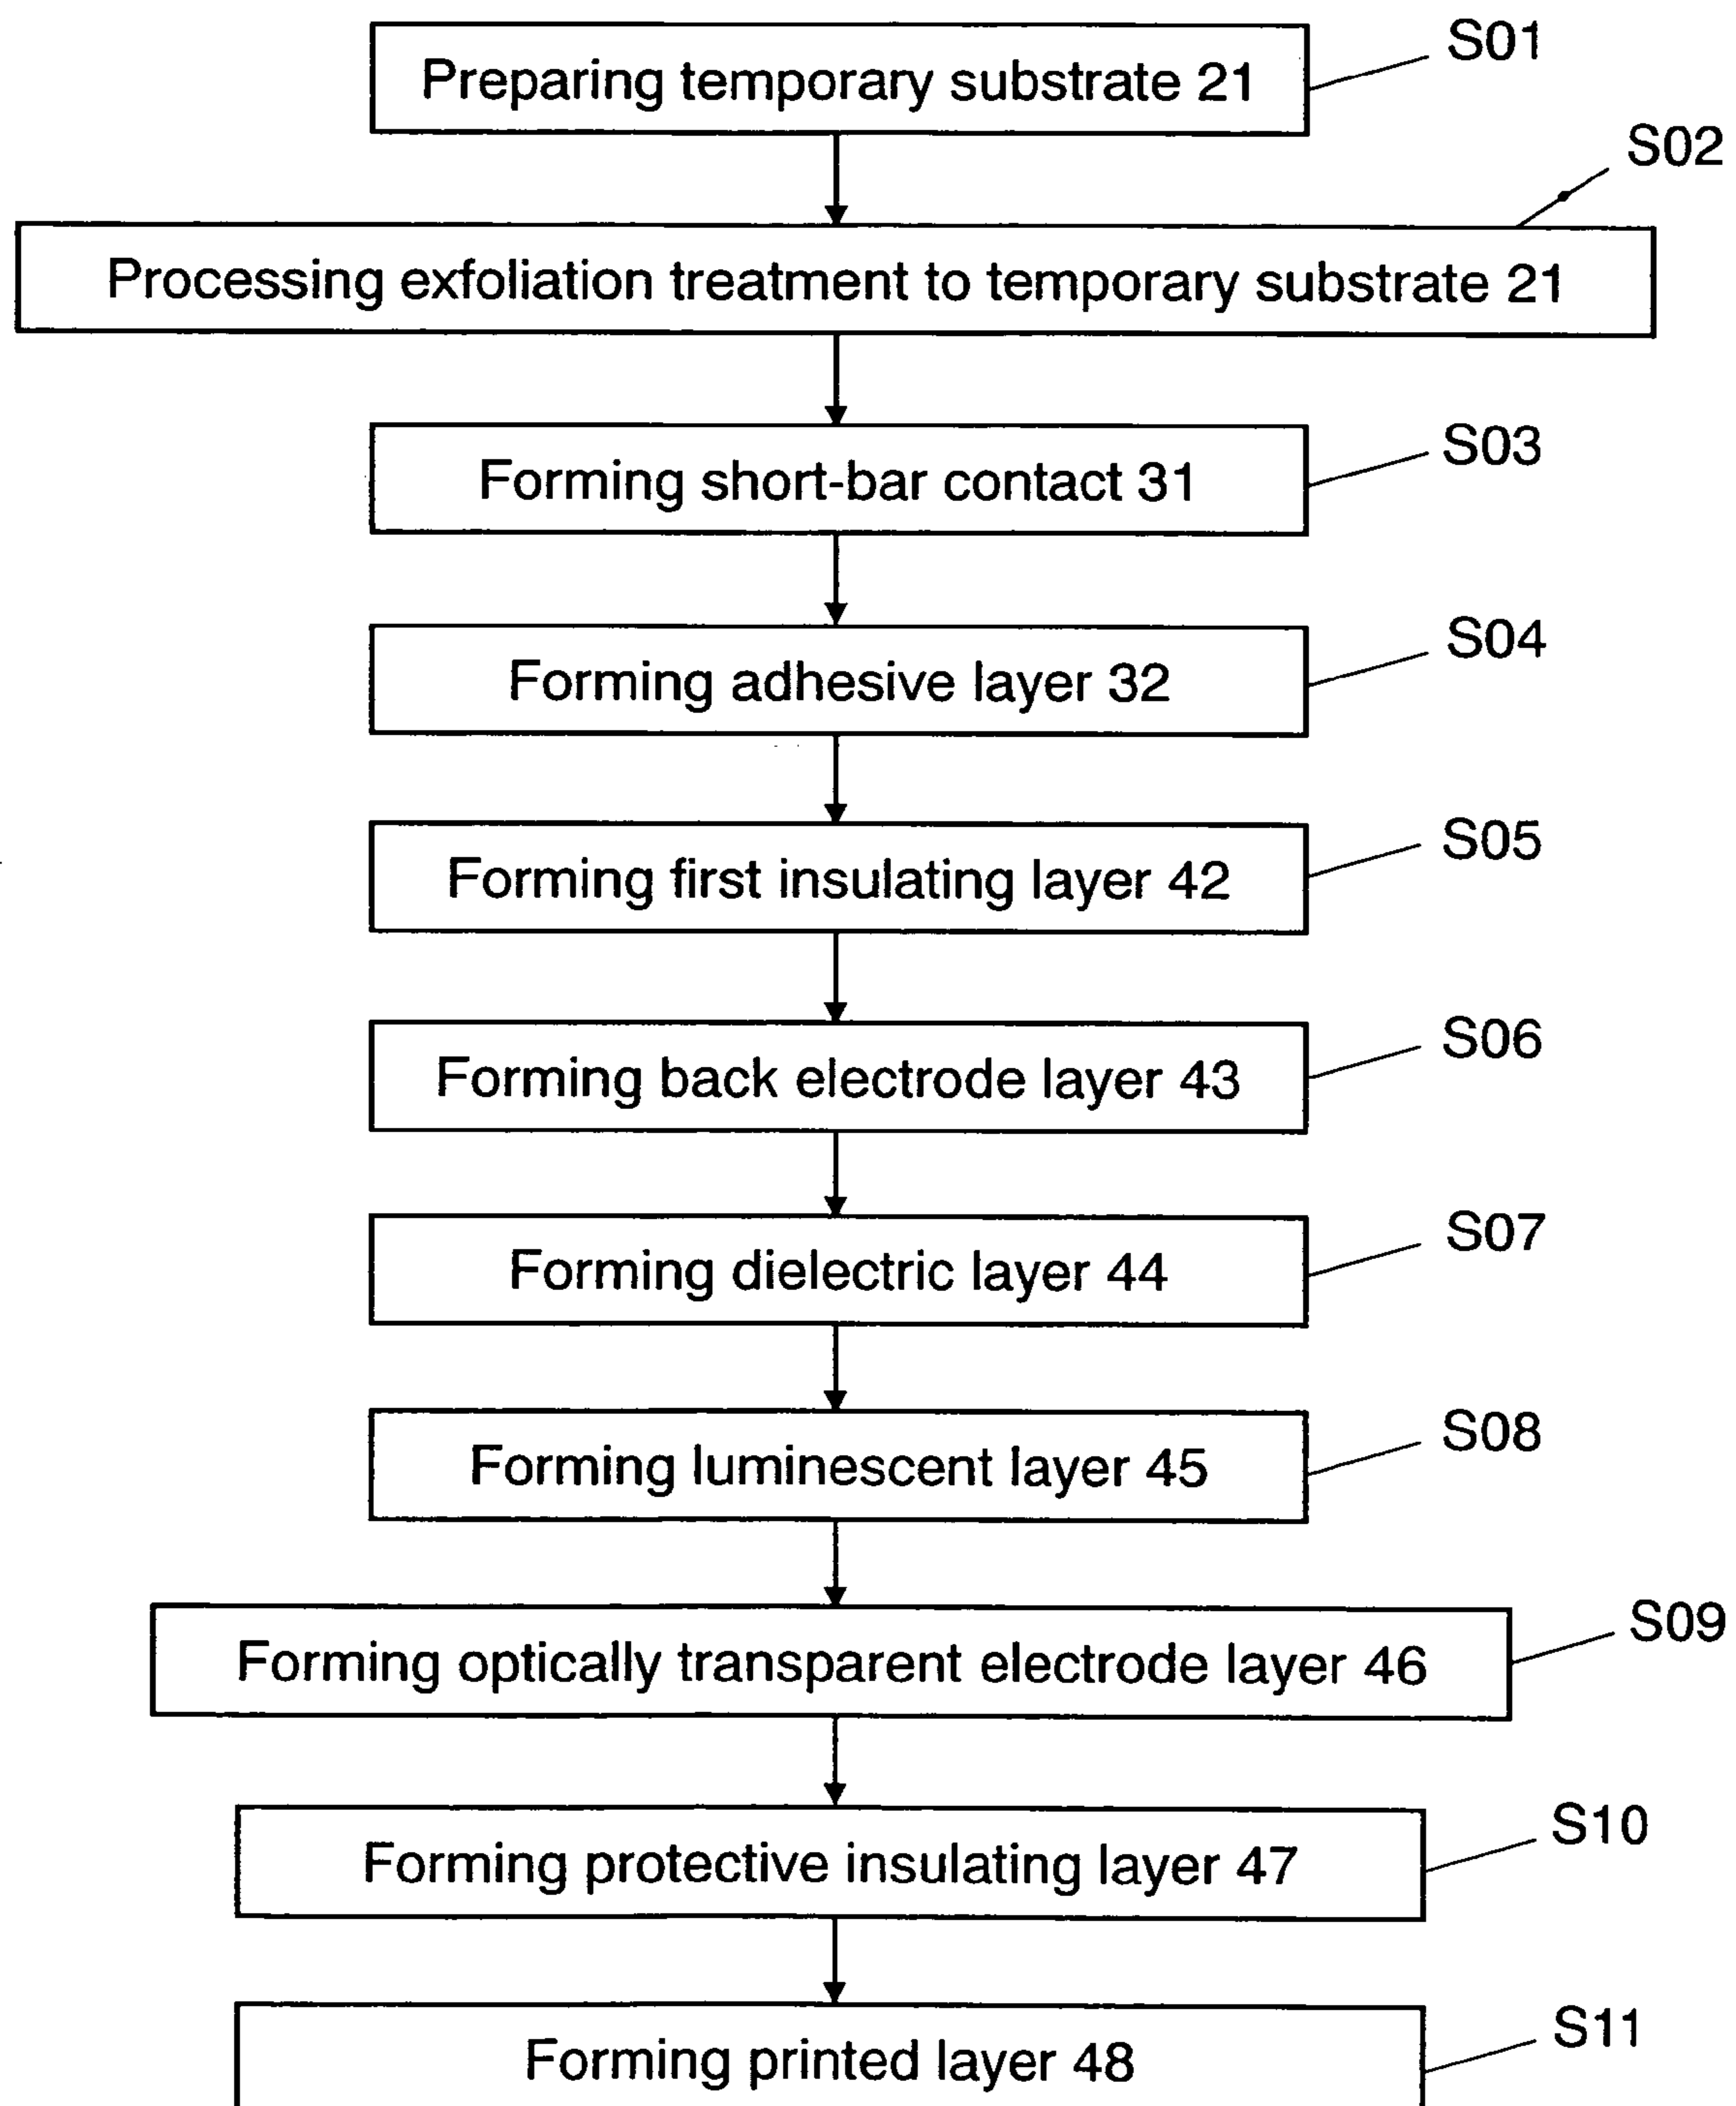 Preparing temporary substrate 21
S01
S02
Processing exfoliation treatment to temporary substrate 21
Forming short-bar contact 31
S03
Forming adhesive layer 32
S04
Forming first insulating layer 42
S05
Forming back electrode layer 43
S06
Forming dielectric layer 44
S07
Forming luminescent layer 45
S08
Forming optically transparent electrode layer 46
S09
Forming protective insulating layer 47
S10
Forming printed layer 48
S11